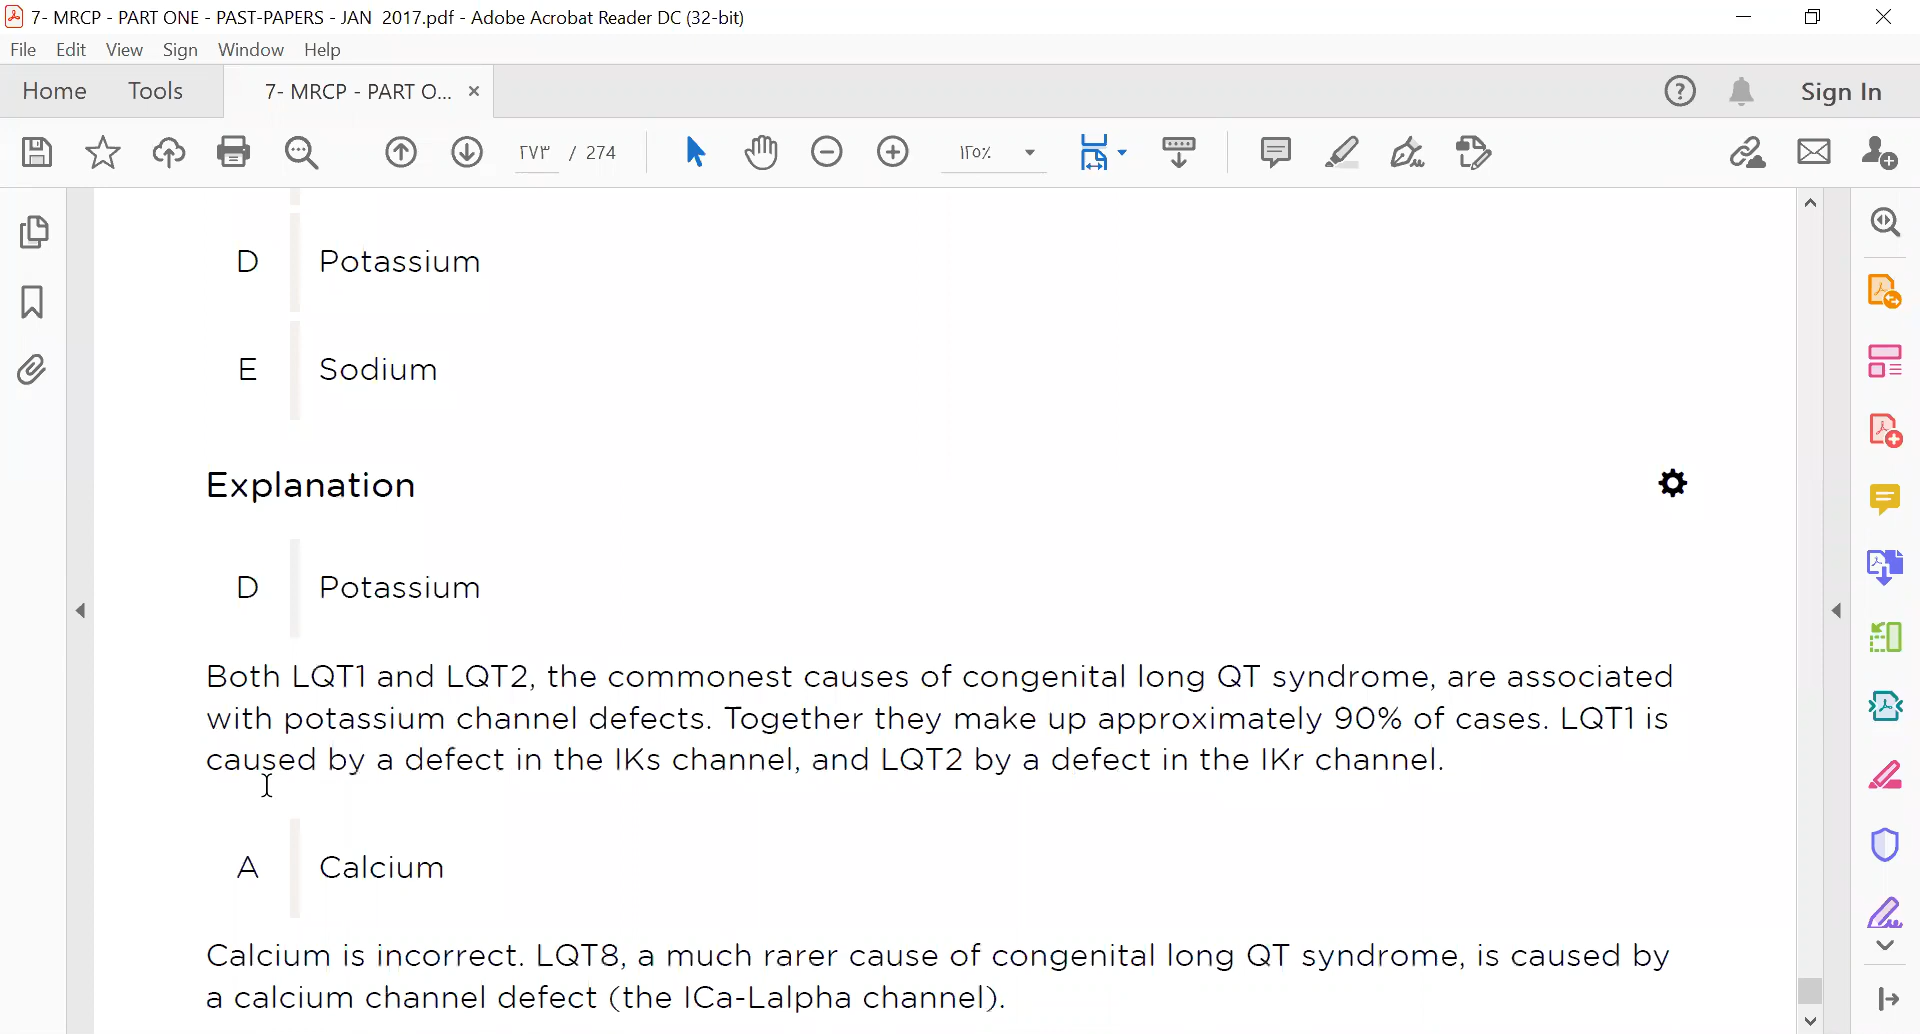 7- MRCP - PART ONE - PAST-PAPERS - JAN  2017.pdf - Adobe Acrobat Reader DC (32-bit)
File Edit View Sign Window Help
Home Tools 7- MRCP - PART O... × Sign In
٢٧٣ / 274 ١٢٥٪
D Potassium
E Sodium
Explanation
D Potassium
Both LQT1 and LQT2, the commonest causes of congenital long QT syndrome, are associated
with potassium channel defects. Together they make up approximately 90% of cases. LQT1 is
caused by a defect in the IKs channel, and LQT2 by a defect in the IKr channel.
A Calcium
Calcium is incorrect. LQT8, a much rarer cause of congenital long QT syndrome, is caused by
a calcium channel defect (the ICa-Lalpha channel).